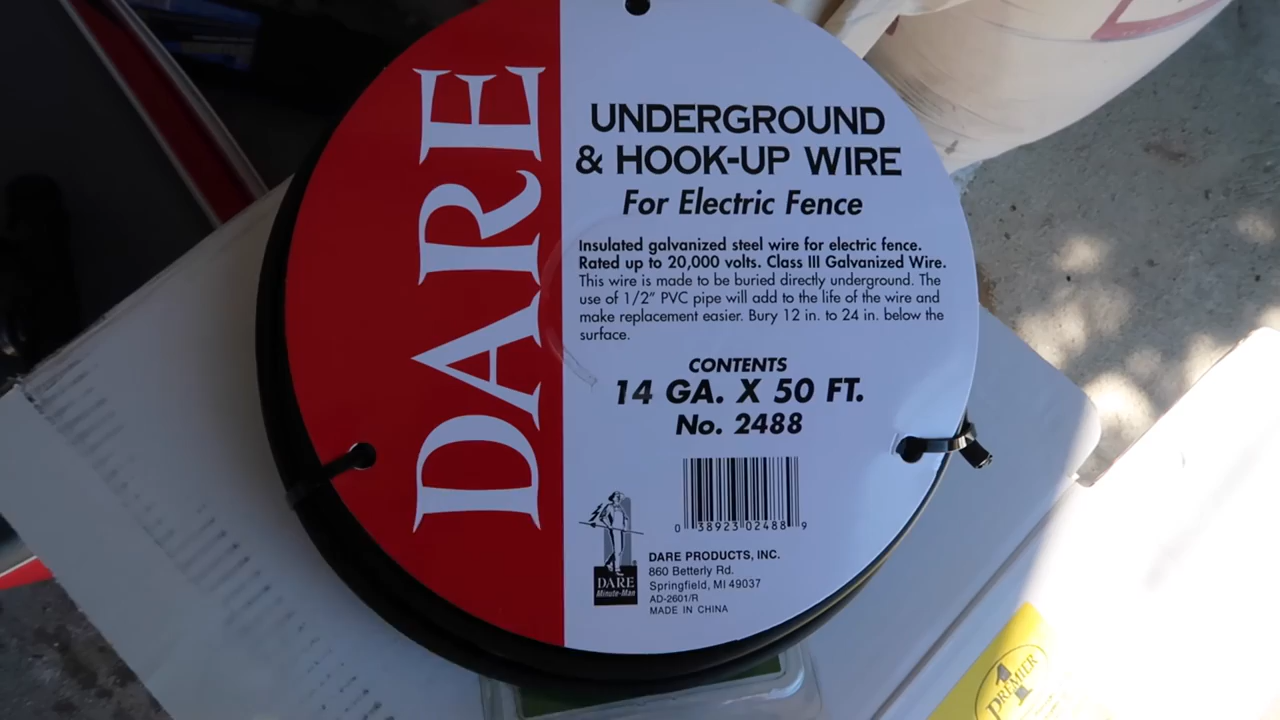 DARE
UNDERGROUND
& HOOK-UP WIRE
For Electric Fence
Insulated galvanized steel wire for electric fence.
Rated up to 20,000 volts. Class III Galvanized Wire.
This wire is made to be buried directly underground. The
use of 1/2" PVC pipe will add to the life of the wire and
make replacement easier. Bury 12 in. to 24 in. below the
surface.
CONTENTS
14 GA. X 50 FT.
No. 2488
0 38923 02488 9
DARE
Minute-Man
DARE PRODUCTS, INC.
860 Betterly Rd.
Springfield, MI 49037
AD-2601/R
MADE IN CHINA
PREMIER
1